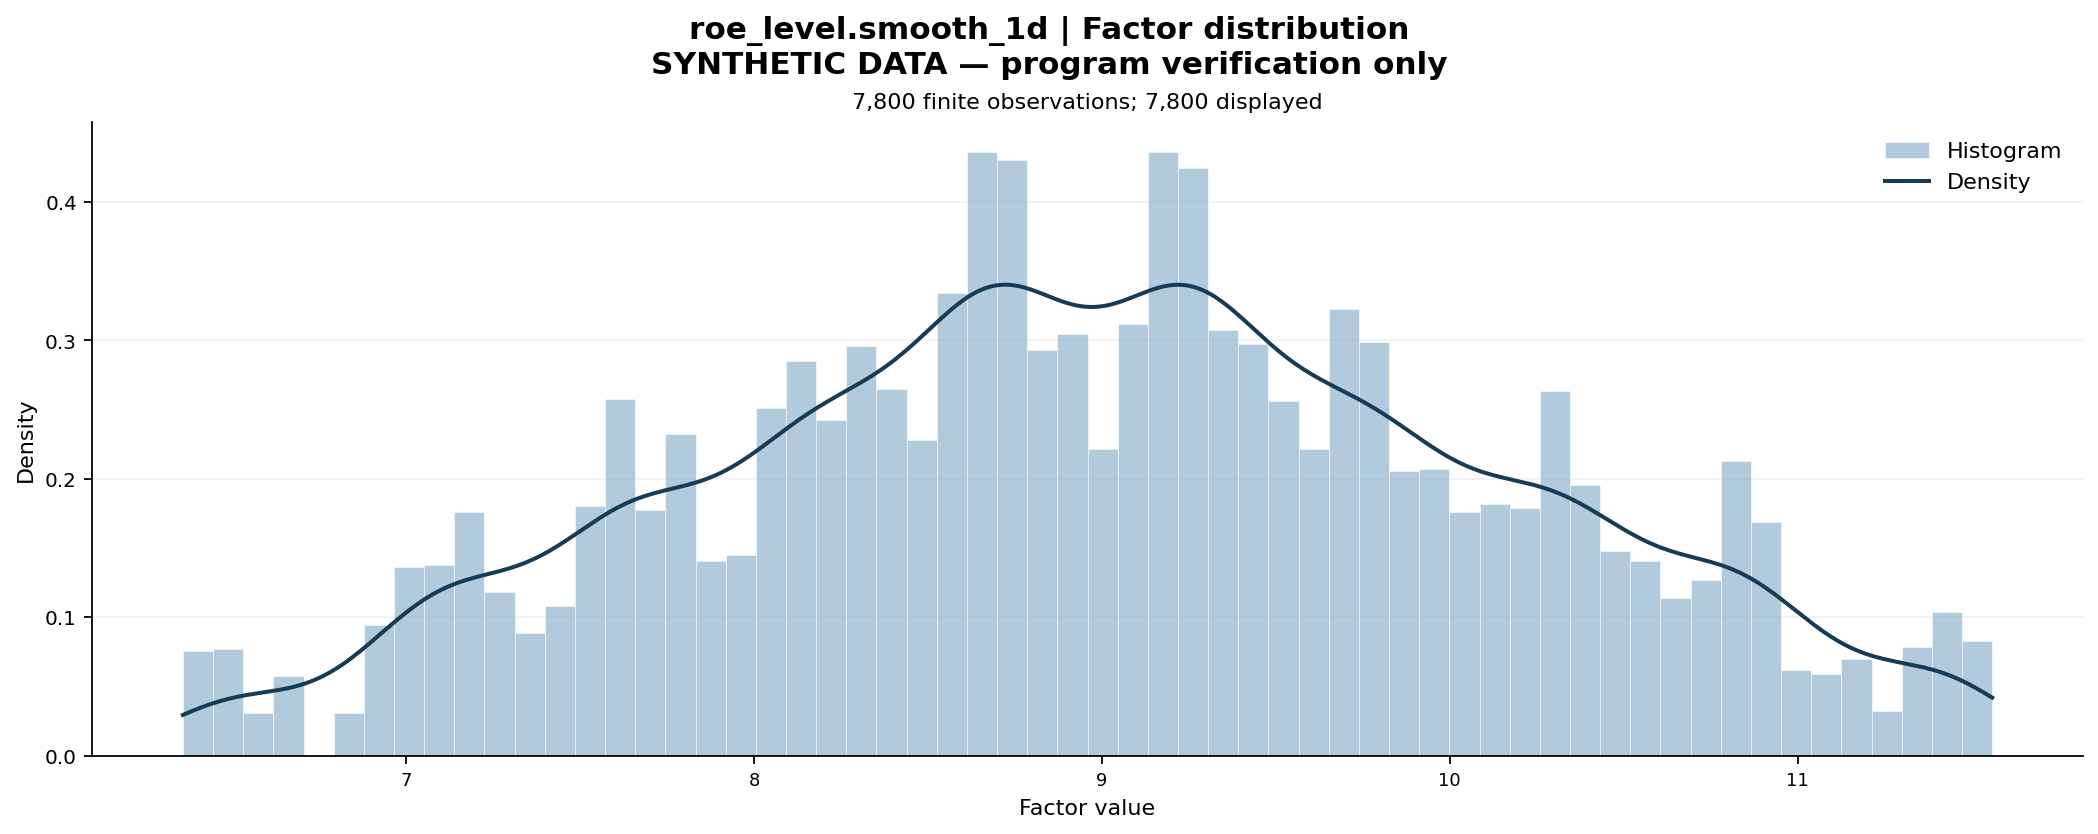 roe_level.smooth_1d | Factor distribution
SYNTHETIC DATA — program verification only
7,800 finite observations; 7,800 displayed
Histogram
Density
0.4
0.3
0.2
0.1
0.0
Density
7 8 9 10 11
Factor value